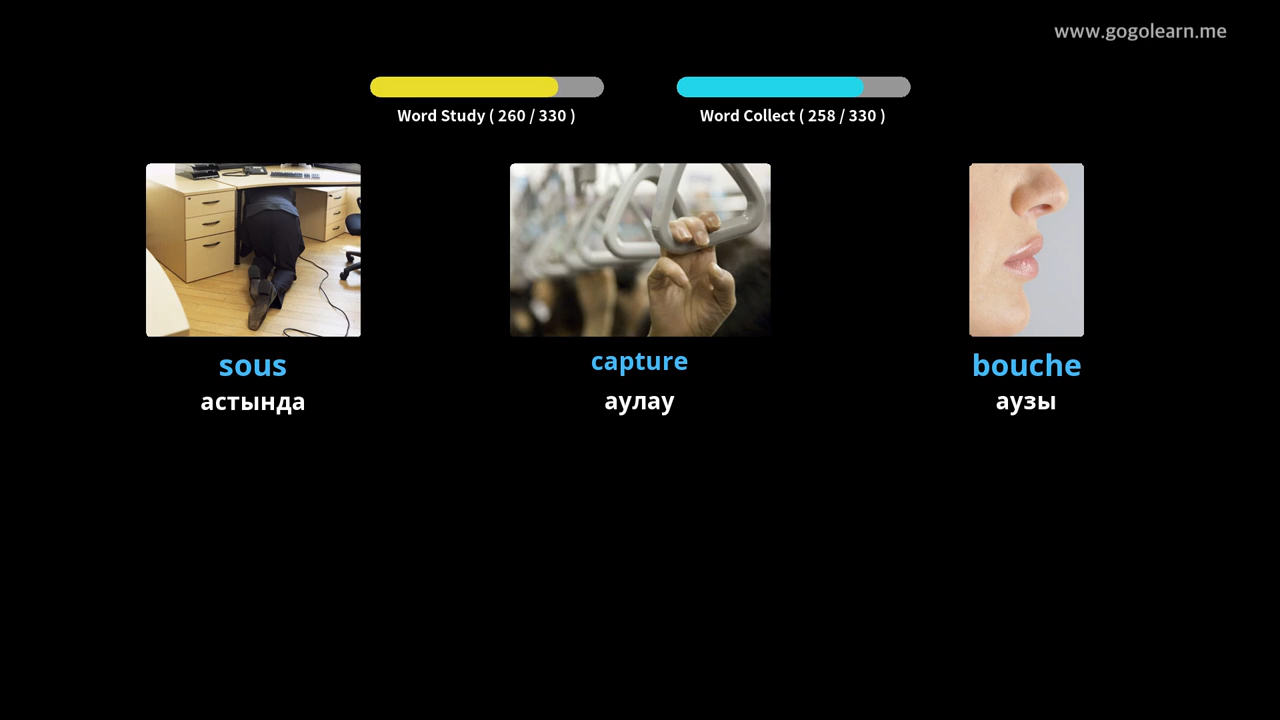 www.gogolearn.me
Word Study ( 260 / 330 )
Word Collect ( 258 / 330 )
sous
capture
bouche
астында
аулау
аузы